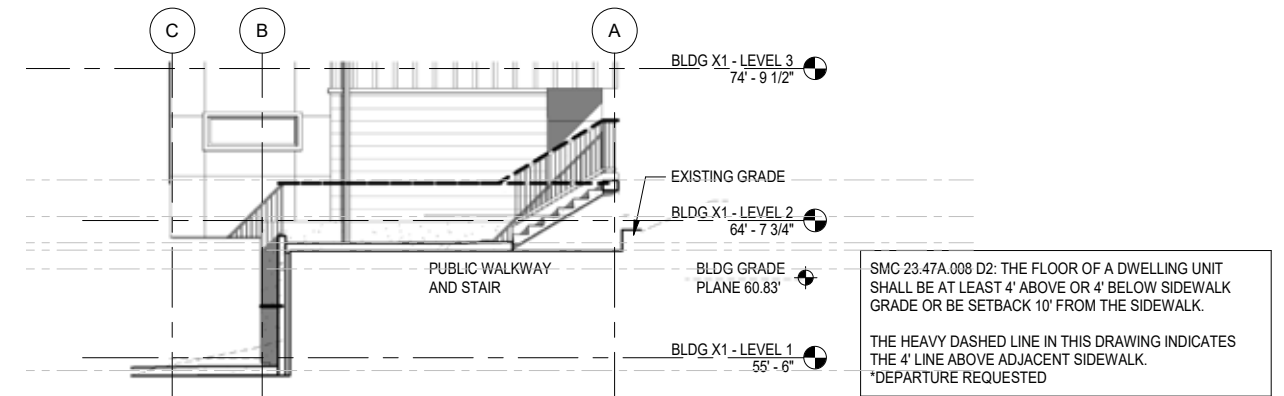 C
B
A
BLDG X1 - LEVEL 3
74' - 9 1/2"
EXISTING GRADE
BLDG X1 - LEVEL 2
64' - 7 3/4"
PUBLIC WALKWAY
AND STAIR
BLDG GRADE
PLANE 60.83'
BLDG X1 - LEVEL 1
55' - 6"
SMC 23.47A.008 D2: THE FLOOR OF A DWELLING UNIT
SHALL BE AT LEAST 4' ABOVE OR 4' BELOW SIDEWALK
GRADE OR BE SETBACK 10' FROM THE SIDEWALK.
THE HEAVY DASHED LINE IN THIS DRAWING INDICATES
THE 4' LINE ABOVE ADJACENT SIDEWALK.
*DEPARTURE REQUESTED